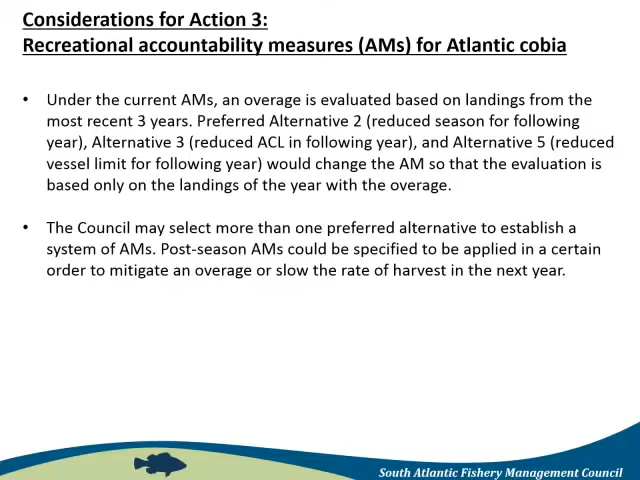 Considerations for Action 3:
Recreational accountability measures (AMs) for Atlantic cobia
• Under the current AMs, an overage is evaluated based on landings from the
most recent 3 years. Preferred Alternative 2 (reduced season for following
year), Alternative 3 (reduced ACL in following year), and Alternative 5 (reduced
vessel limit for following year) would change the AM so that the evaluation is
based only on the landings of the year with the overage.
• The Council may select more than one preferred alternative to establish a
system of AMs. Post-season AMs could be specified to be applied in a certain
order to mitigate an overage or slow the rate of harvest in the next year.
South Atlantic Fishery Management Council